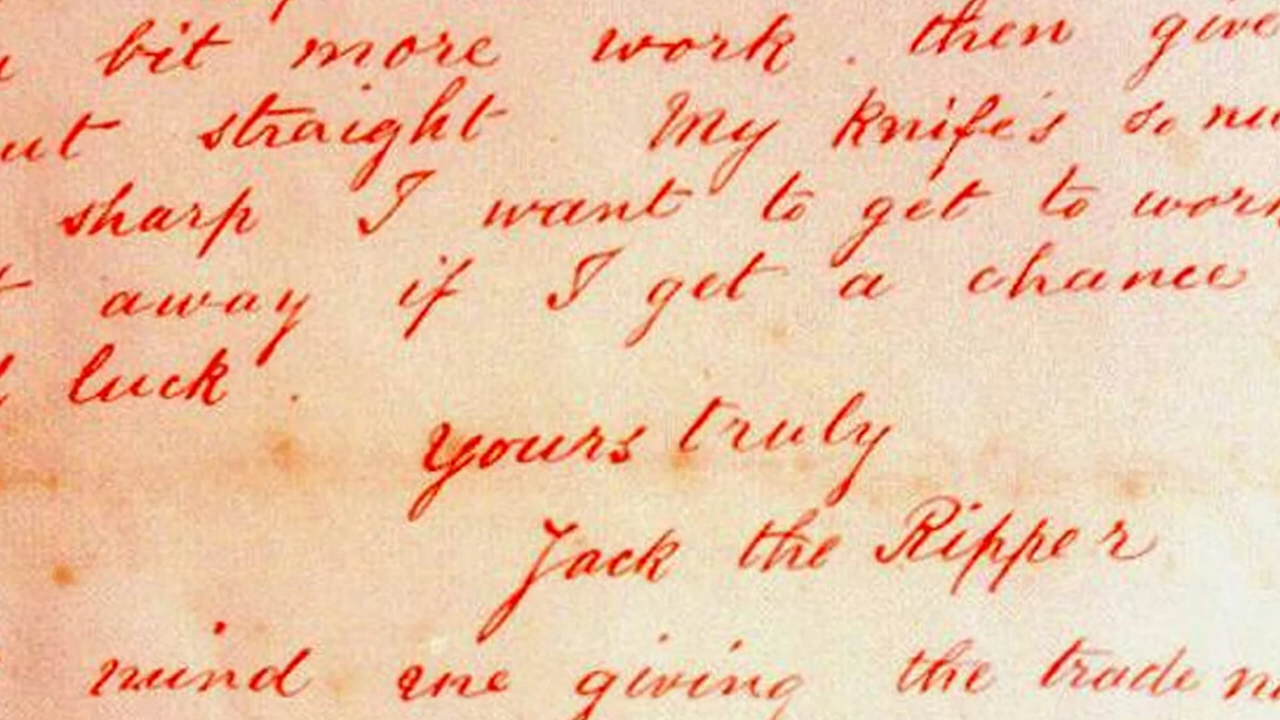 bit more work . then give
straight My knife's so
sharp I want to get to
away if I get a chance
luck .
yours truly
Jack the Ripper
mind me giving the trade